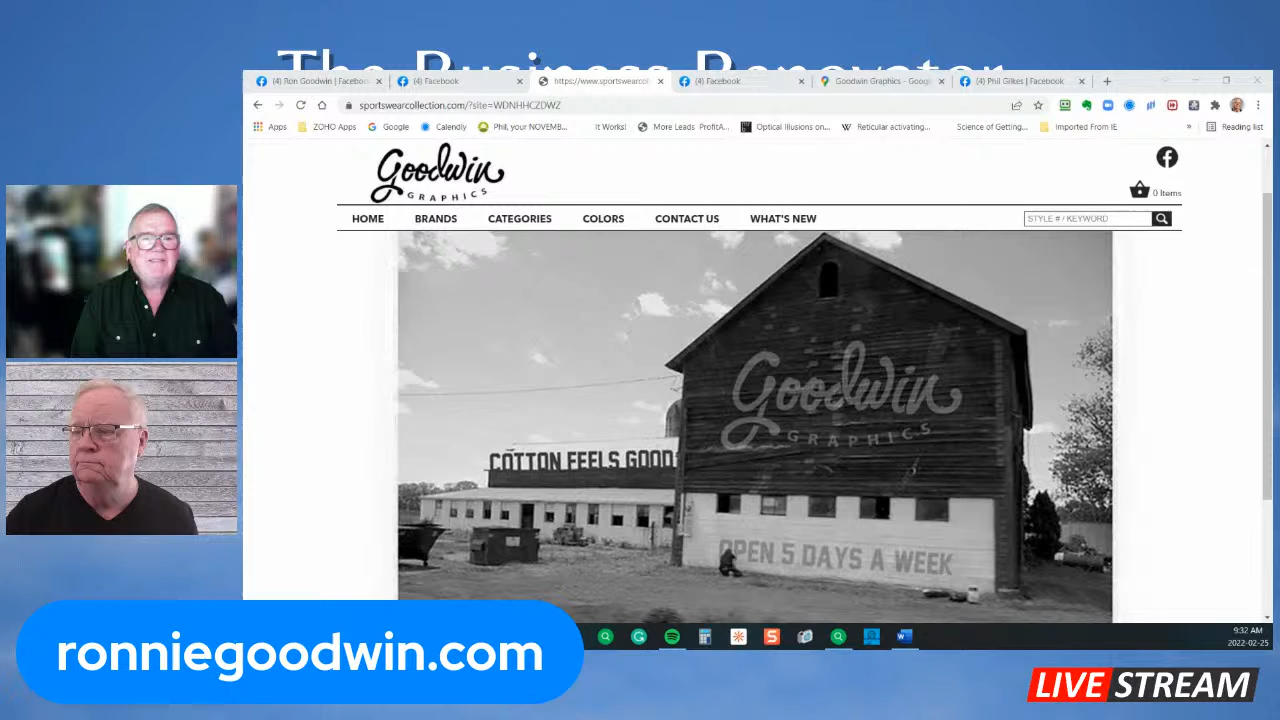 The Business Renovator
(4) Ron Goodwin | Facebook
(4) Facebook
https://www.sportswearcol
(4) Facebook
Goodwin Graphics - Googl
(4) Phil Gilkes | Facebook
sportswearcollection.com/?site=WDNHHCZDWZ
Apps
ZOHO Apps
Google
Calendly
Phil, your NOVEMB...
It Works!
More Leads ProfitA...
Optical Illusions on...
Reticular activating...
Science of Getting...
Imported From IE
»
Reading list
Goodwin
GRAPHICS
0 Items
HOME BRANDS CATEGORIES COLORS CONTACT US WHAT'S NEW
STYLE # / KEYWORD
Goodwin
GRAPHICS
COTTON FEELS GOOD
OPEN 5 DAYS A WEEK
9:32 AM
2022-02-25
ronniegoodwin.com
LIVE STREAM